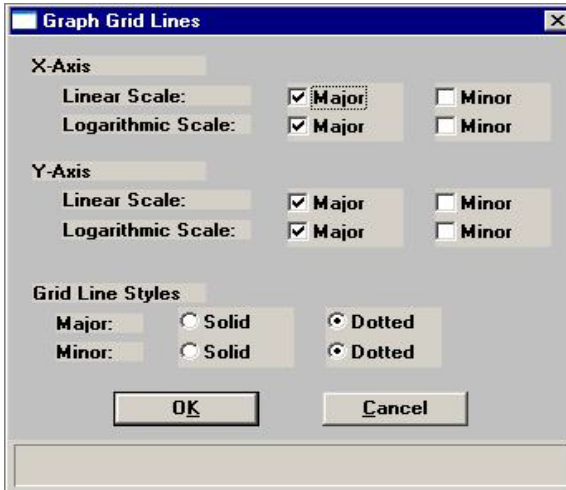 Graph Grid Lines
X-Axis
Linear Scale: Major Minor
Logarithmic Scale: Major Minor
Y-Axis
Linear Scale: Major Minor
Logarithmic Scale: Major Minor
Grid Line Styles
Major: Solid Dotted
Minor: Solid Dotted
OK Cancel